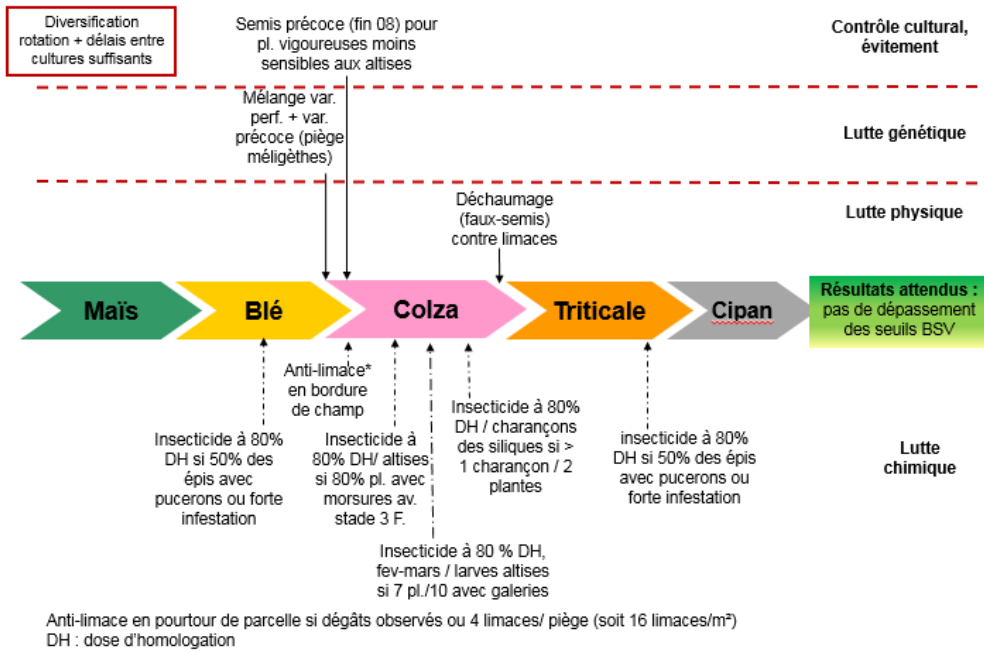 Diversification
rotation + délais entre
cultures suffisants
Semis précoce (fin 08) pour
pl. vigoureuses moins
sensibles aux altises
Contrôle cultural,
évitement
Mélange var.
perf. + var.
précoce (piège
méligèthes)
Lutte génétique
Déchaumage
(faux-semis)
contre limaces
Lutte physique
Maïs
Blé
Colza
Triticale
Cipan
Résultats attendus :
pas de dépassement
des seuils BSV
Anti-limace*
en bordure
de champ
Insecticide à 80%
DH si 50% des
épis avec
pucerons ou forte
infestation
Insecticide à
80% DH/ altises
si 80% pl. avec
morsures av.
stade 3 F.
Insecticide à 80%
DH / charançons
des siliques si >
1 charançon / 2
plantes
insecticide à 80%
DH si 50% des épis
avec pucerons ou
forte infestation
Lutte
chimique
Insecticide à 80 % DH,
fev-mars / larves altises
si 7 pl./10 avec galeries
Anti-limace en pourtour de parcelle si dégâts observés ou 4 limaces/ piège (soit 16 limaces/m²)
DH : dose d'homologation